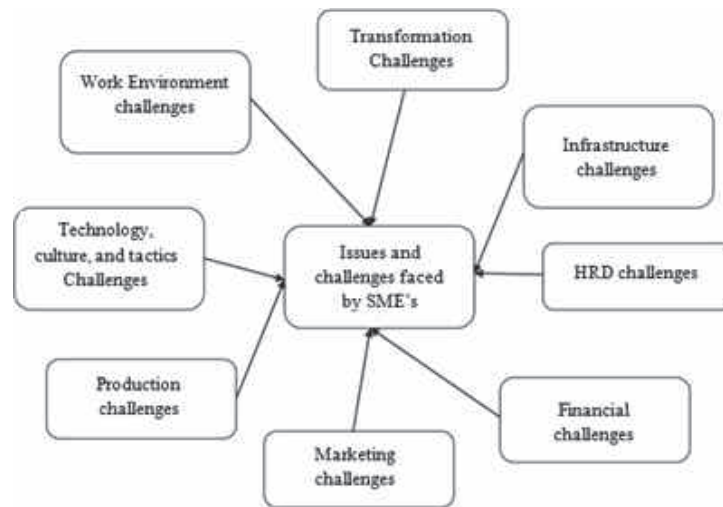 Transformation
Challenges
Work Environment
challenges
Infrastructure
challenges
Technology,
culture, and tactics
Challenges
Issues and
challenges faced
by SME's
HRD challenges
Production
challenges
Financial
challenges
Marketing
challenges